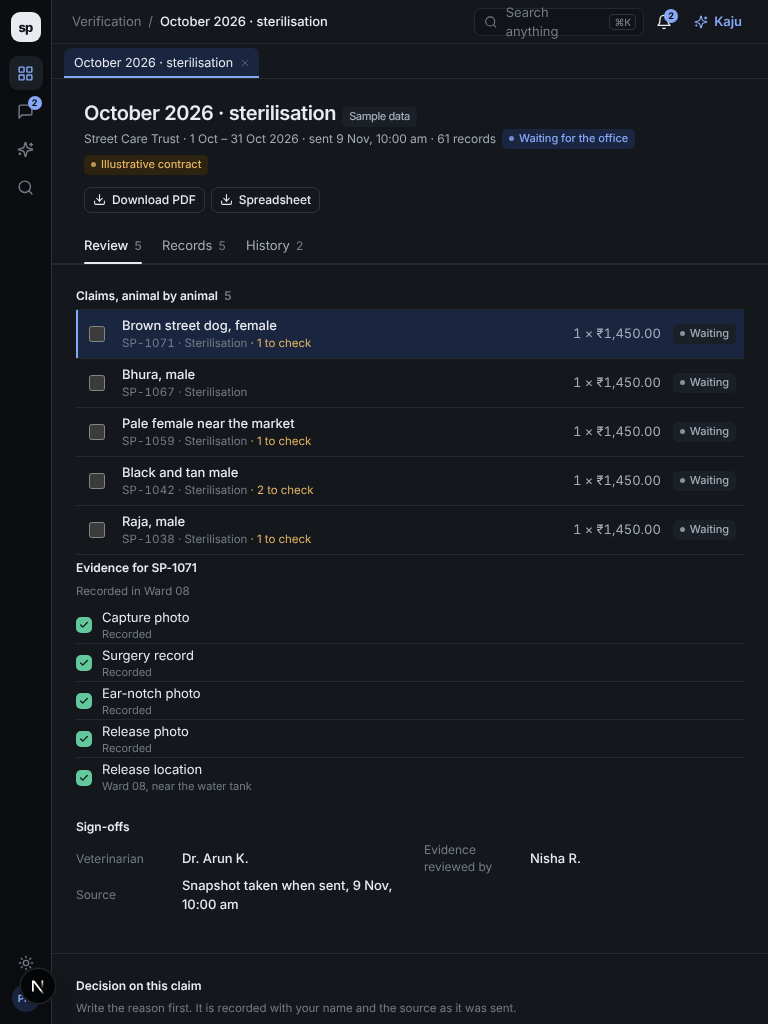 sp
Verification / October 2026 · sterilisation
Search anything
⌘K
2
Kaju
October 2026 · sterilisation ×
2
October 2026 · sterilisation Sample data
Street Care Trust · 1 Oct – 31 Oct 2026 · sent 9 Nov, 10:00 am · 61 records Waiting for the office
Illustrative contract
Download PDF Spreadsheet
Review 5 Records 5 History 2
Claims, animal by animal 5
Brown street dog, female
SP-1071 · Sterilisation · 1 to check
1 × ₹1,450.00 Waiting
Bhura, male
SP-1067 · Sterilisation
1 × ₹1,450.00 Waiting
Pale female near the market
SP-1059 · Sterilisation · 1 to check
1 × ₹1,450.00 Waiting
Black and tan male
SP-1042 · Sterilisation · 2 to check
1 × ₹1,450.00 Waiting
Raja, male
SP-1038 · Sterilisation · 1 to check
1 × ₹1,450.00 Waiting
Evidence for SP-1071
Recorded in Ward 08
Capture photo
Recorded
Surgery record
Recorded
Ear-notch photo
Recorded
Release photo
Recorded
Release location
Ward 08, near the water tank
Sign-offs
Veterinarian Dr. Arun K.
Evidence reviewed by Nisha R.
Source Snapshot taken when sent, 9 Nov,
10:00 am
N
Decision on this claim
Write the reason first. It is recorded with your name and the source as it was sent.